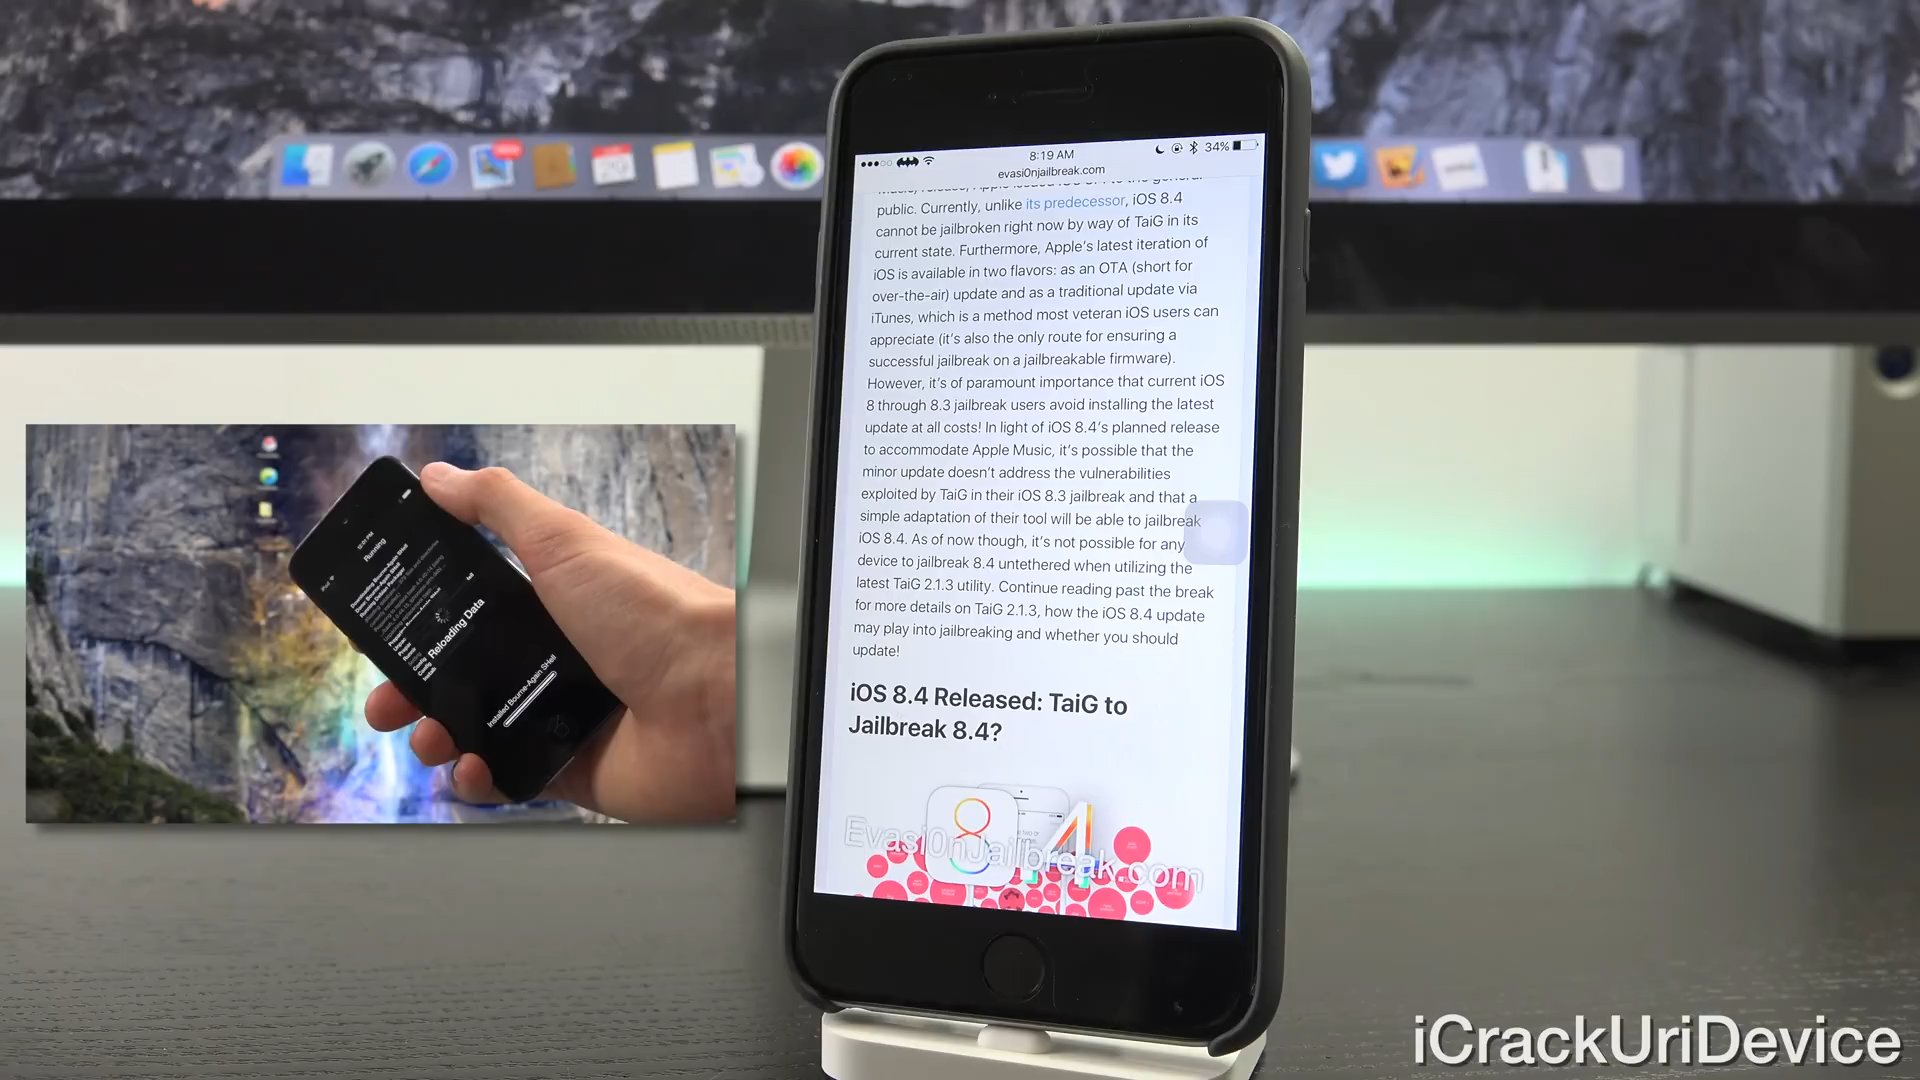 8:19 AM
34%
evasi0njailbreak.com
public. Currently, unlike its predecessor, iOS 8.4
cannot be jailbroken right now by way of TaiG in its
current state. Furthermore, Apple's latest iteration of
iOS is available in two flavors: as an OTA (short for
over-the-air) update and as a traditional update via
iTunes, which is a method most veteran iOS users can
appreciate (it's also the only route for ensuring a
successful jailbreak on a jailbreakable firmware).
However, it's of paramount importance that current iOS
8 through 8.3 jailbreak users avoid installing the latest
update at all costs! In light of iOS 8.4's planned release
to accommodate Apple Music, it's possible that the
minor update doesn't address the vulnerabilities
exploited by TaiG in their iOS 8.3 jailbreak and that a
simple adaptation of their tool will be able to jailbreak
iOS 8.4. As of now though, it's not possible for any
device to jailbreak 8.4 untethered when utilizing the
latest TaiG 2.1.3 utility. Continue reading past the break
for more details on TaiG 2.1.3, how the iOS 8.4 update
may play into jailbreaking and whether you should
update!
iOS 8.4 Released: TaiG to
Jailbreak 8.4?
8 4
Evasi0nJailbreak.com
Running
Reloading Data
Installed Bourne-Again SHell
iCrackUriDevice